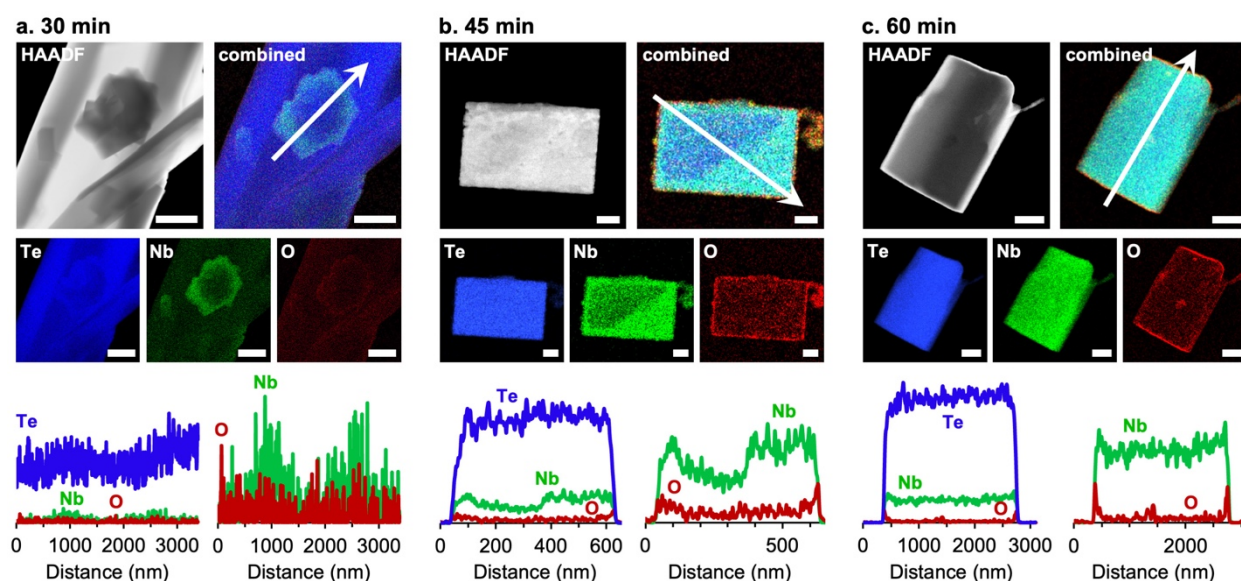 a. 30 min
HAADF
combined
Te
Nb
O
Te
Nb
O
0 1000 2000 3000
Distance (nm)
Nb
O
0 1000 2000 3000
Distance (nm)
b. 45 min
HAADF
combined
Te
Nb
O
Te
Nb
O
0 200 400 600
Distance (nm)
Nb
O
0 500
Distance (nm)
c. 60 min
HAADF
combined
Te
Nb
O
Te
Nb
O
0 1000 2000 3000
Distance (nm)
Nb
O
0 2000
Distance (nm)